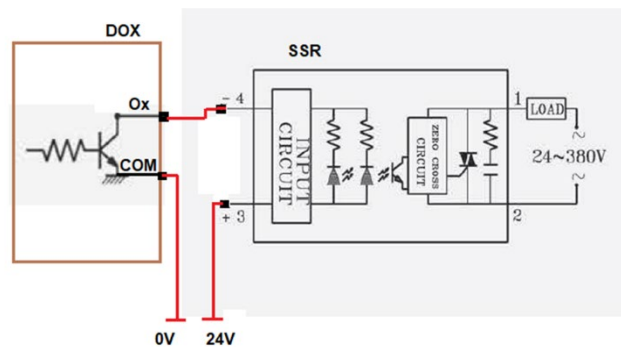 DOX
SSR
Ox
- 4
1
LOAD
INPUT
CIRCUIT
ZERO CROSS
CIRCUIT
24~380V
COM
+ 3
2
0V
24V